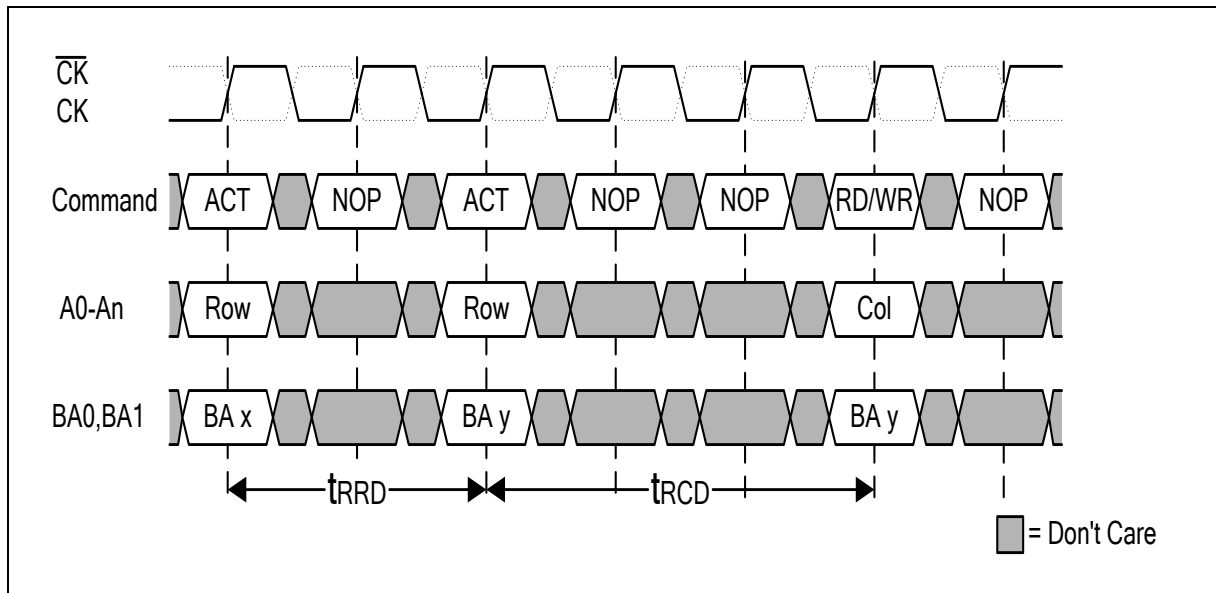 CK
CK
Command ACT NOP ACT NOP NOP RD/WR NOP
A0-An Row Row Col
BA0,BA1 BA x BA y BA y
tRRD tRCD
= Don't Care